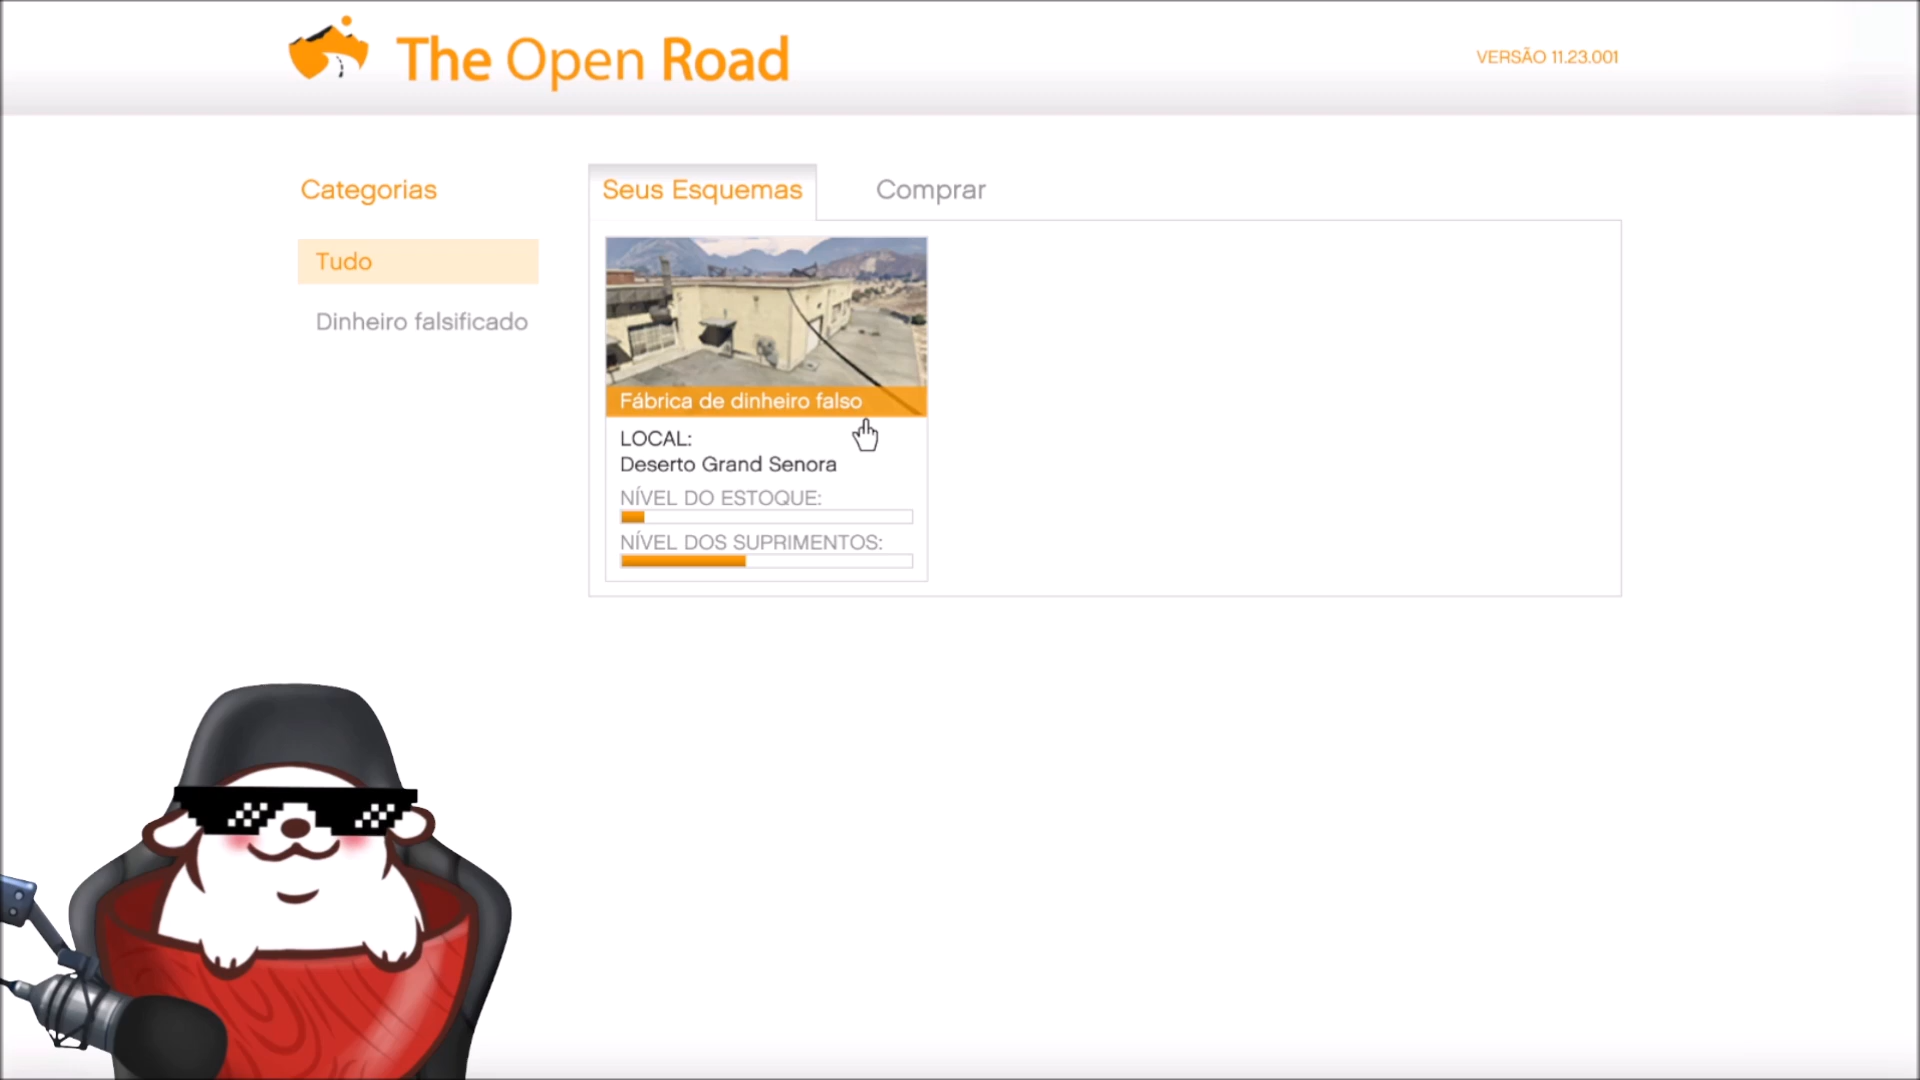 The Open Road
VERSÃO 11.23.001
Categorias
Seus Esquemas
Comprar
Tudo
Dinheiro falsificado
Fábrica de dinheiro falso
LOCAL:
Deserto Grand Senora
NÍVEL DO ESTOQUE:
NÍVEL DOS SUPRIMENTOS: